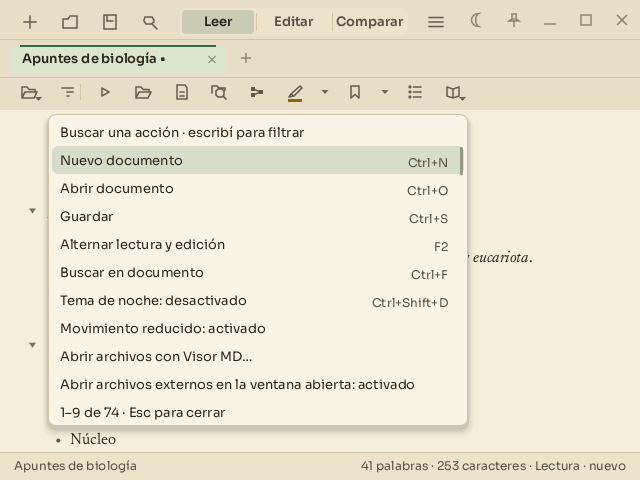 Leer Editar Comparar
Apuntes de biología •
Buscar una acción · escribí para filtrar
Nuevo documento Ctrl+N
Abrir documento Ctrl+O
Guardar Ctrl+S
Alternar lectura y edición F2
eucariota.
Buscar en documento Ctrl+F
Tema de noche: desactivado Ctrl+Shift+D
Movimiento reducido: activado
Abrir archivos con Visor MD...
Abrir archivos externos en la ventana abierta: activado
1–9 de 74 · Esc para cerrar
• Núcleo
Apuntes de biología 41 palabras · 253 caracteres · Lectura · nuevo